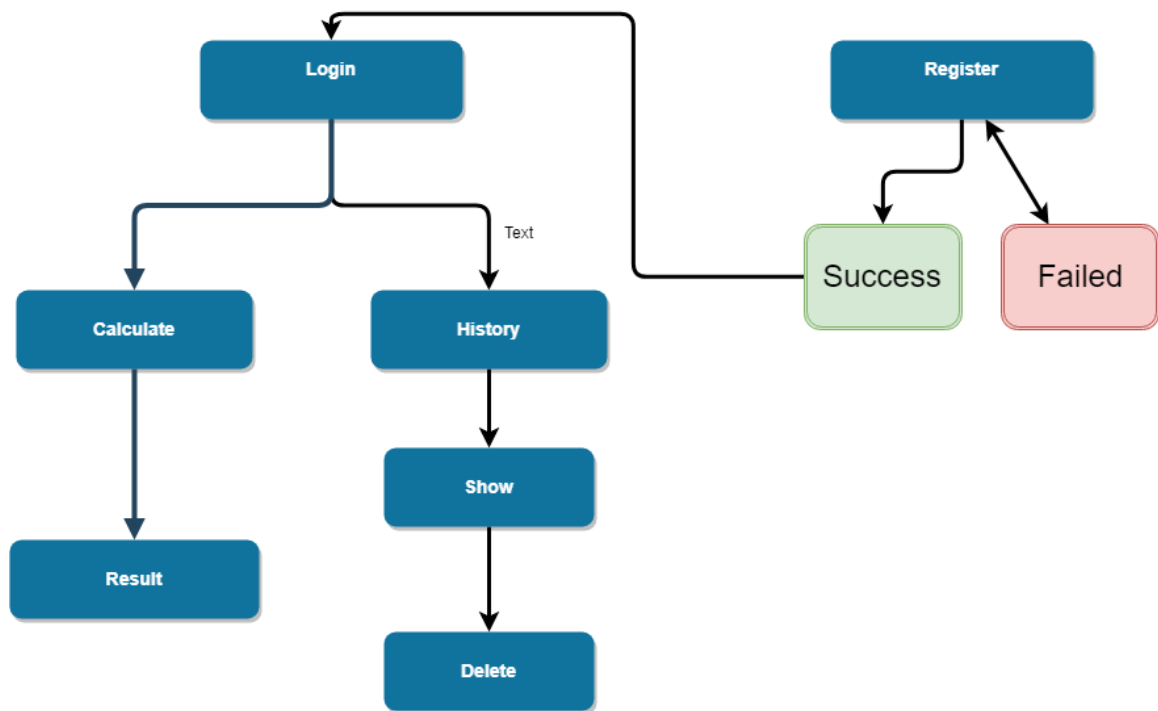 Login
Register
Text
Success
Failed
Calculate
History
Show
Result
Delete